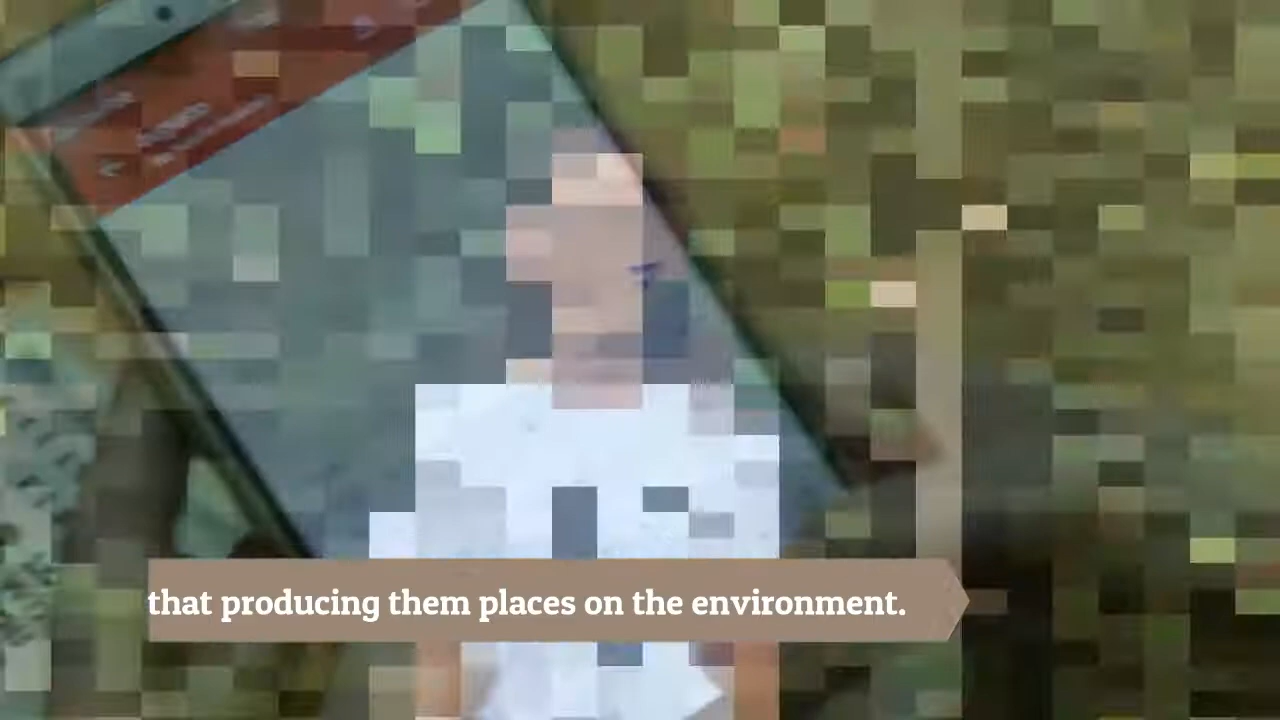 that producing them places on the environment.